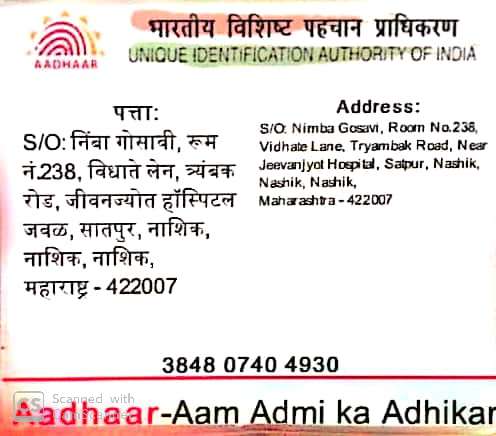 भारतीय विशिष्ट पहचान प्राधिकरण
AADHAAR
UNIQUE IDENTIFICATION AUTHORITY OF INDIA
पत्ता:
S/O: निंबा गोसावी, रूम
नं.238, विधाते लेन, त्र्यंबक
रोड, जीवनज्योत हॉस्पिटल
जवळ, सातपुर, नाशिक,
नाशिक, नाशिक,
महाराष्ट्र - 422007
Address:
S/O: Nimba Gosavi, Room No.238,
Vidhate Lane, Tryambak Road, Near
Jeevanjyot Hospital, Satpur, Nashik,
Nashik, Nashik,
Maharashtra - 422007
3848 0740 4930
CS Scanned with
CamScanner
Aadhaar-Aam Admi ka Adhikar